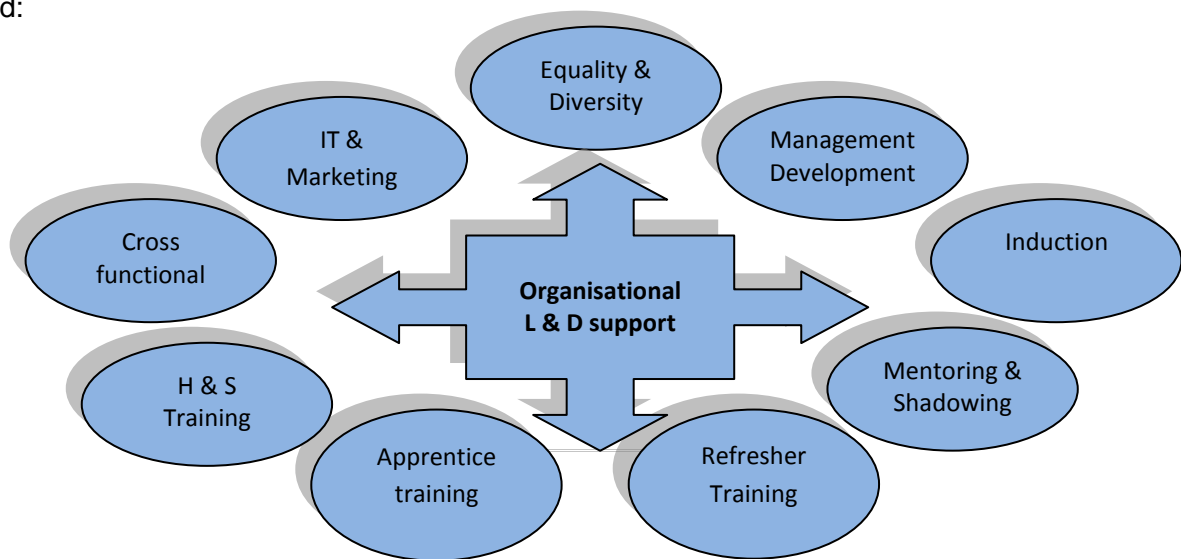 d:
Equality &
Diversity
IT &
Marketing
Management
Development
Cross
functional
Induction
Organisational
L & D support
H & S
Training
Mentoring &
Shadowing
Apprentice
training
Refresher
Training